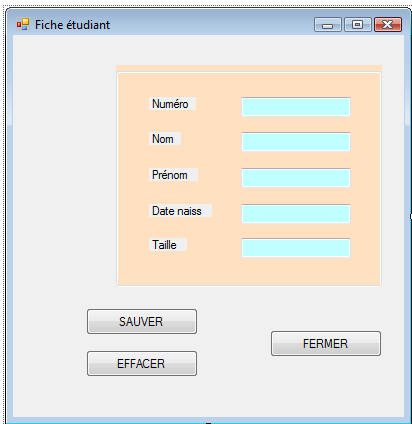 Fiche étudiant
Numéro
Nom
Prénom
Date naiss
Taille
SAUVER
FERMER
EFFACER